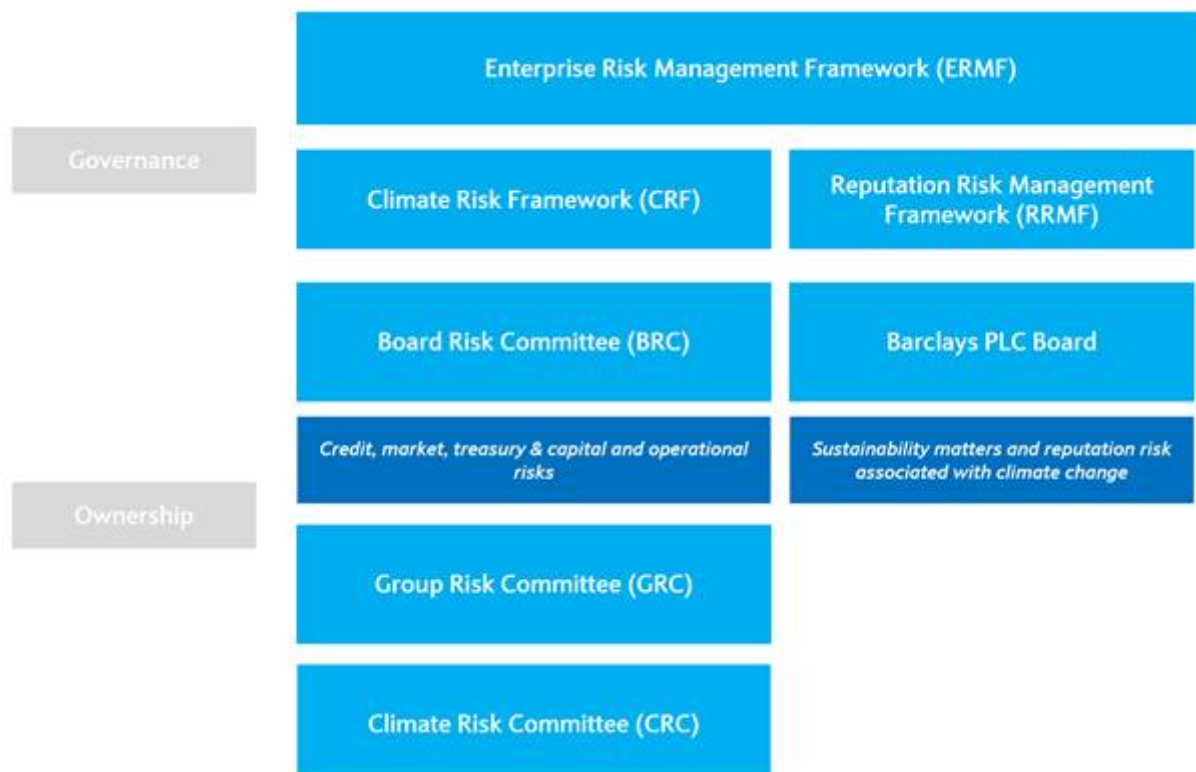 Enterprise Risk Management Framework (ERMF)
Governance
Climate Risk Framework (CRF)
Reputation Risk Management
Framework (RRMF)
Board Risk Committee (BRC)
Barclays PLC Board
Credit, market, treasury & capital and operational
risks
Sustainability matters and reputation risk
associated with climate change
Ownership
Group Risk Committee (GRC)
Climate Risk Committee (CRC)